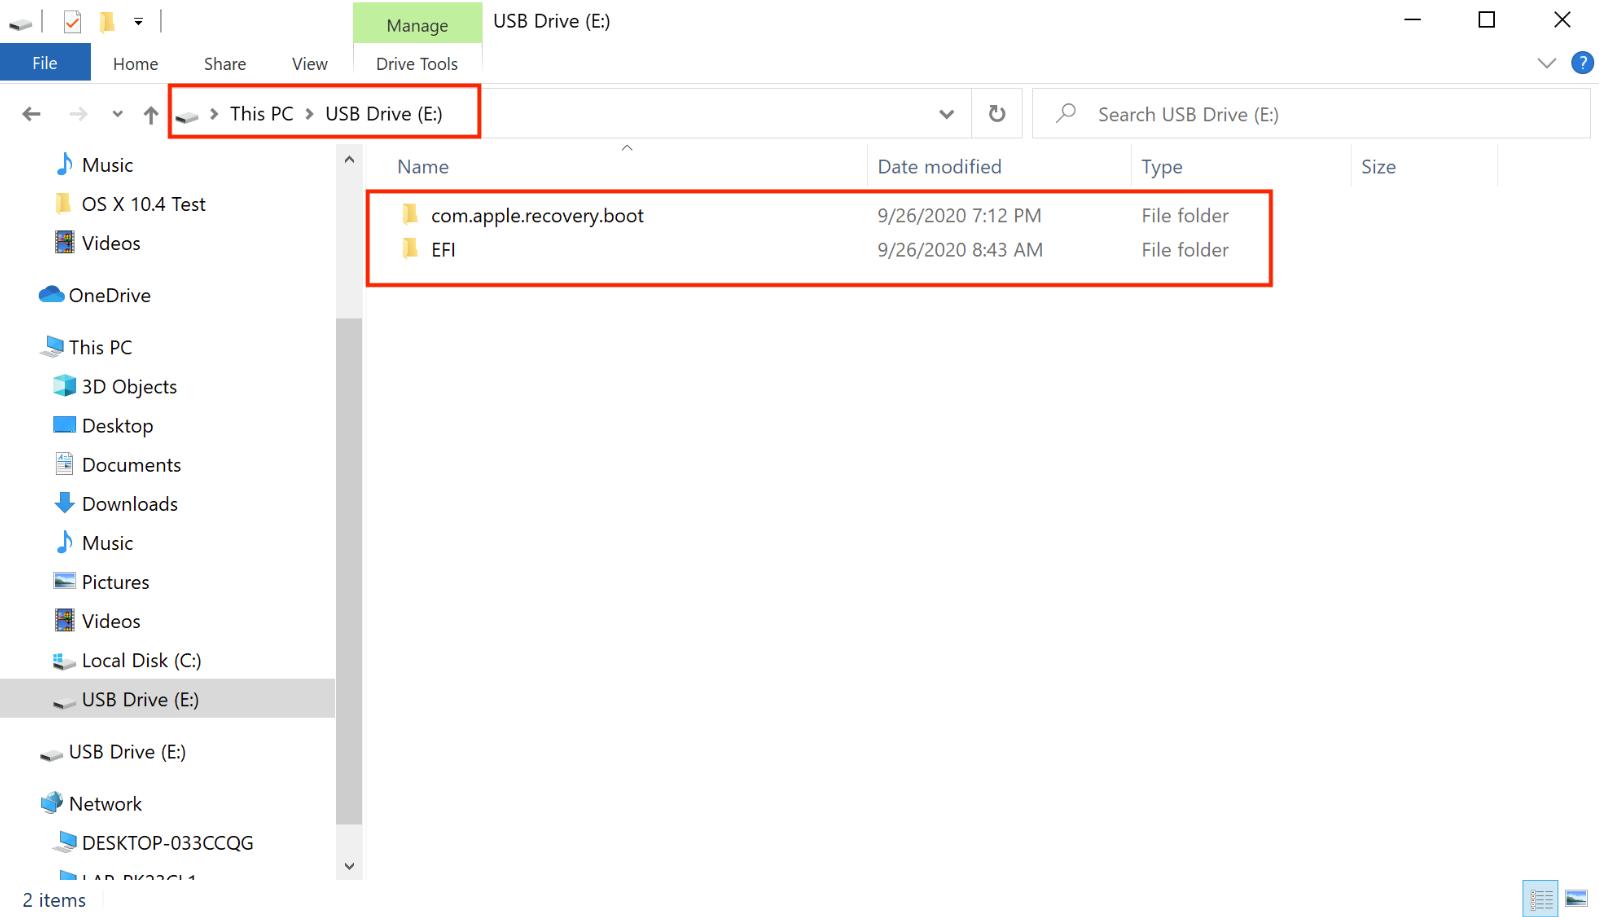 Manage
USB Drive (E:)
File
Home
Share
View
Drive Tools
?
This PC
USB Drive (E:)
Search USB Drive (E:)
Name
Date modified
Type
Size
com.apple.recovery.boot
9/26/2020 7:12 PM
File folder
EFI
9/26/2020 8:43 AM
File folder
Music
OS X 10.4 Test
Videos
OneDrive
This PC
3D Objects
Desktop
Documents
Downloads
Music
Pictures
Videos
Local Disk (C:)
USB Drive (E:)
USB Drive (E:)
Network
DESKTOP-033CCQG
2 items